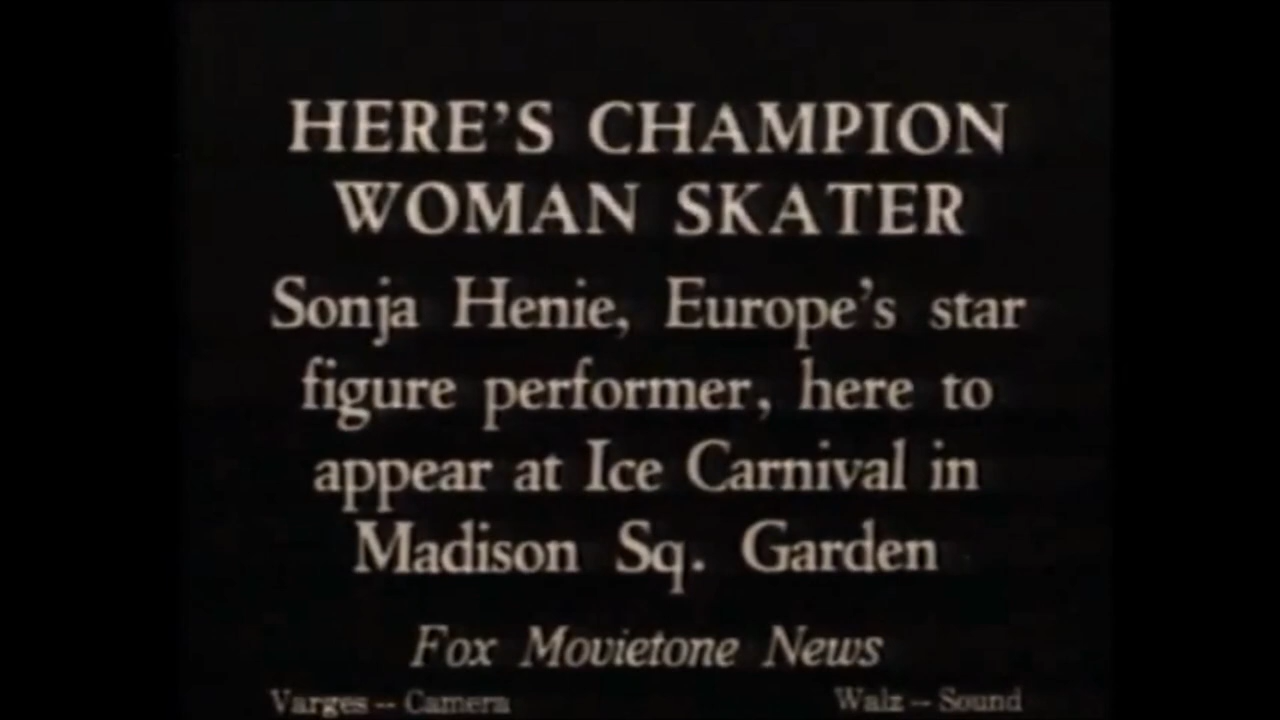 HERE'S CHAMPION
WOMAN SKATER
Sonja Henie, Europe's star
figure performer, here to
appear at Ice Carnival in
Madison Sq. Garden
Fox Movietone News
Varges -- Camera
Walz -- Sound